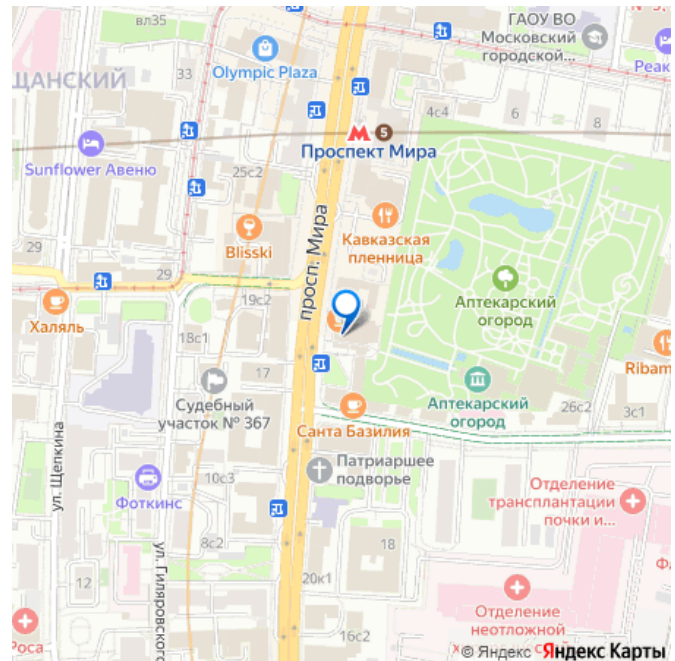 вл35
ГАОУ ВО
Московский
городской...
№ 5,
33
Olympic Plaza
ЩАНСКИЙ
Реак
4с4
6
8
М 5
Проспект Мира
Sunflower Авеню
25с2
просп. Мира
Blisski
Кавказская
пленница
29
29
19с2
Халяль
Аптекарский
огород
18с1
17
Судебный
участок № 367
Ribam
Аптекарский
огород
26с2
3с1
Санта Базилия
ул. Щепкина
Патриаршее
подворье
10с3
Фоткинс
Отделение
трансплантации
почки и...
8с2
18
ул. Гиляровского
12
20к1
Отделение
неотложной
Роса
16с2
© Яндекс Яндекс Карты